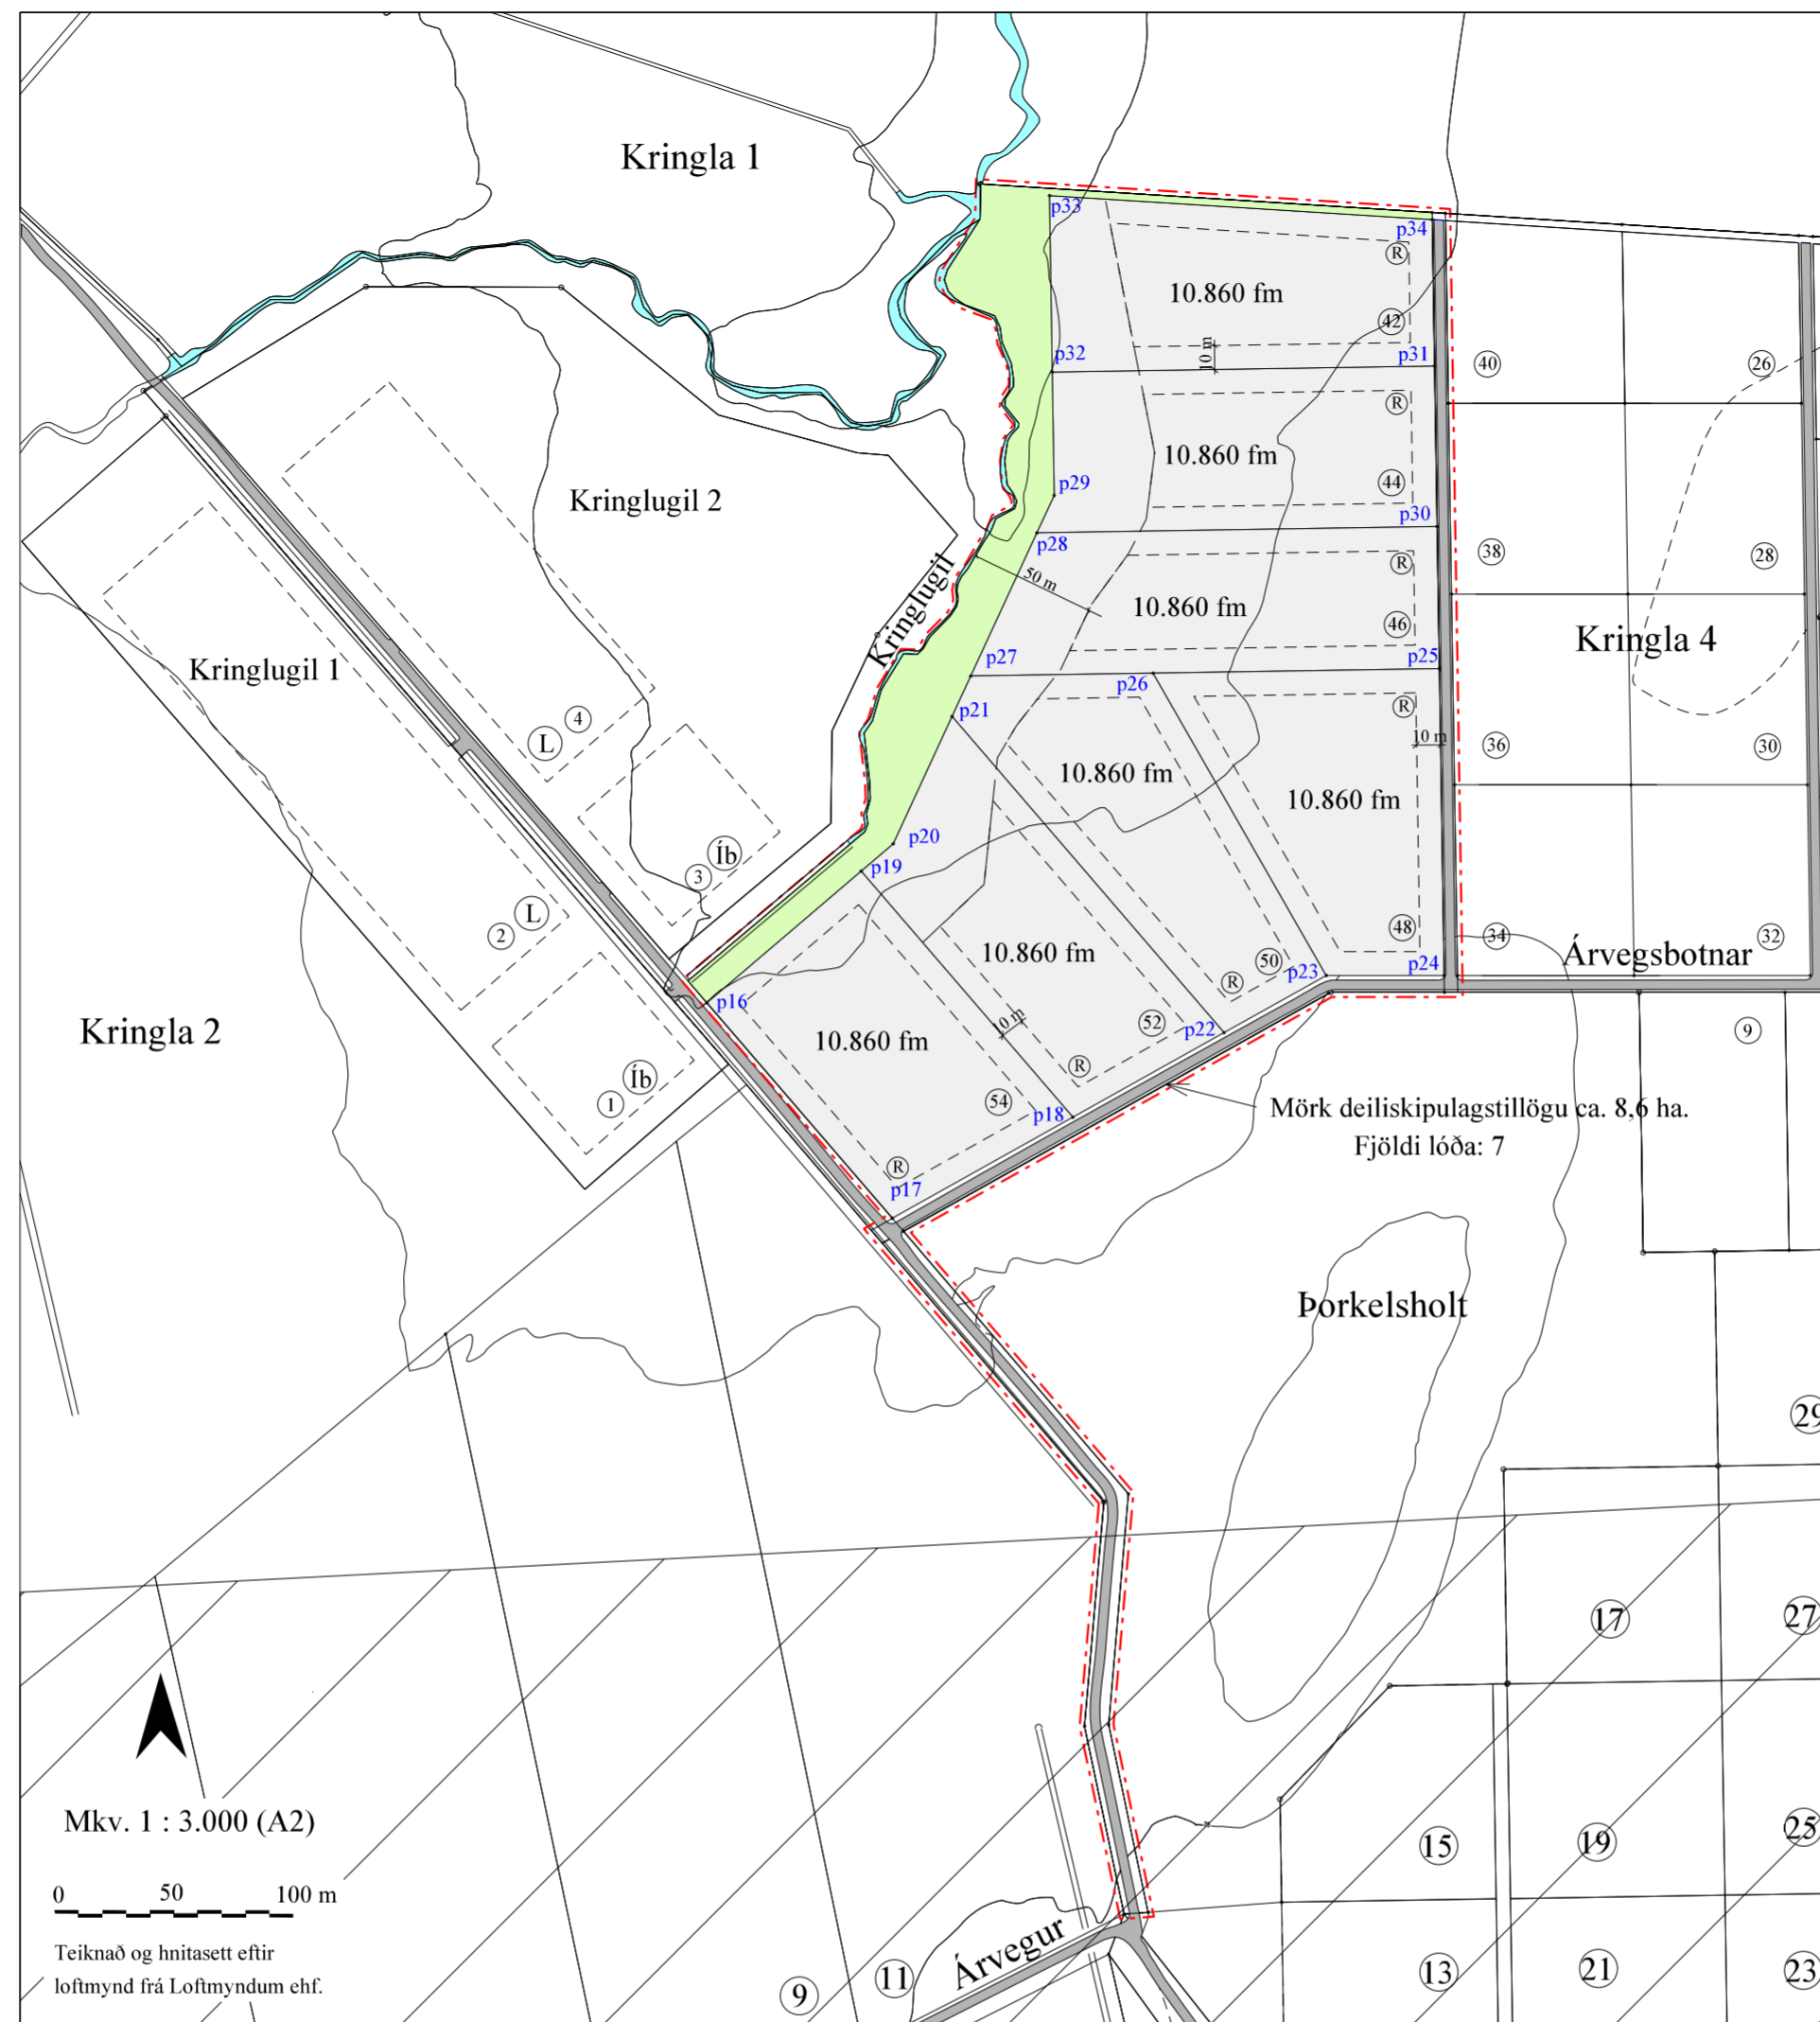 Kringla 1
p33
p34
R
10.860 fm
42
10 m
p32
p31
40
26
R
10.860 fm
44
Kringlugil 2
p29
p30
p28
50 m
R
38
28
Kringlugil
10.860 fm
46
Kringla 4
Kringlugil 1
p27
p25
p26
R
p21
4
L
10 m
36
30
10.860 fm
10.860 fm
p20
3
Íb
p19
2
L
48
34
32
Árvegsbotnar
10.860 fm
50
p23
p24
R
p16
Kringla 2
10.860 fm
10 m
52
p22
9
R
1
Íb
54
p18
Mörk deiliskipulagstillögu ca. 8,6 ha.
Fjöldi lóða: 7
R
p17
Þorkelsholt
29
17
27
Mkv. 1 : 3.000 (A2)
15
19
25
0 50 100 m
Teiknað og hnitasett eftir
loftmynd frá Loftmyndum ehf.
Árvegur
9
11
13
21
23